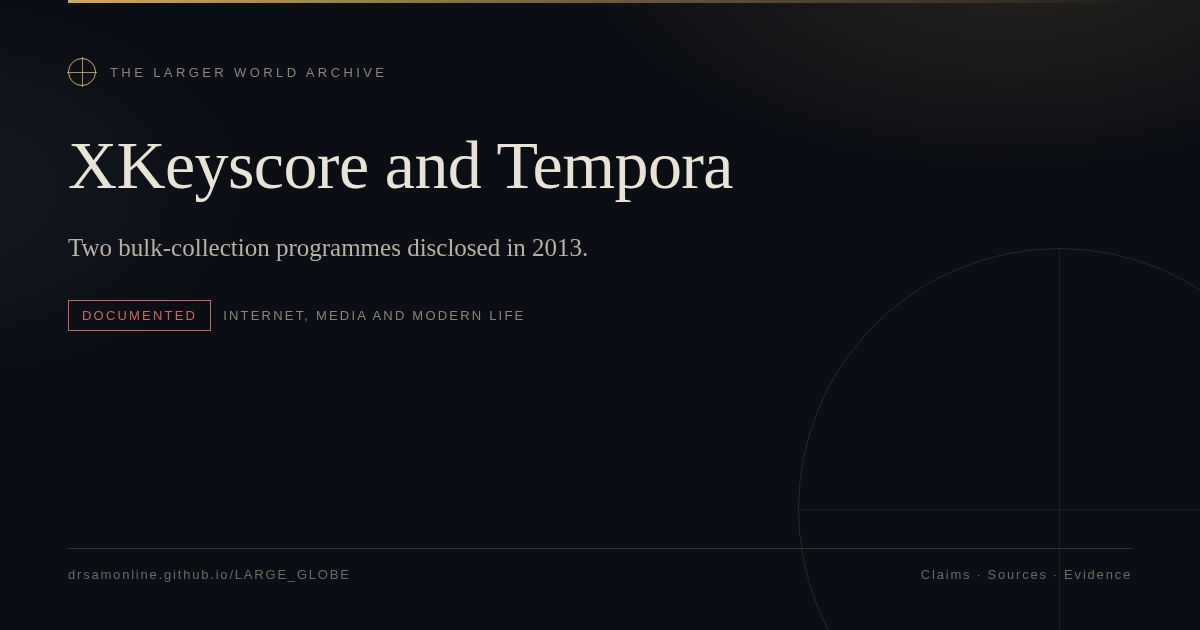 THE LARGER WORLD ARCHIVE
XKeyscore and Tempora
Two bulk-collection programmes disclosed in 2013.
DOCUMENTED INTERNET, MEDIA AND MODERN LIFE
drsamonline.github.io/LARGE_GLOBE
Claims · Sources · Evidence